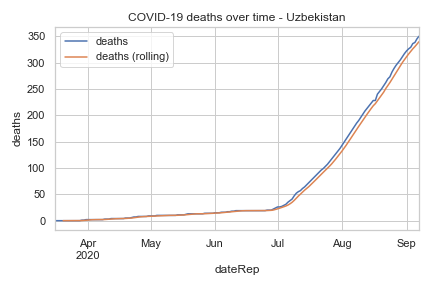 COVID-19 deaths over time - Uzbekistan
deaths
deaths (rolling)
350
300
250
200
150
100
50
0
deaths
Apr
2020
May
Jun
Jul
Aug
Sep
dateRep